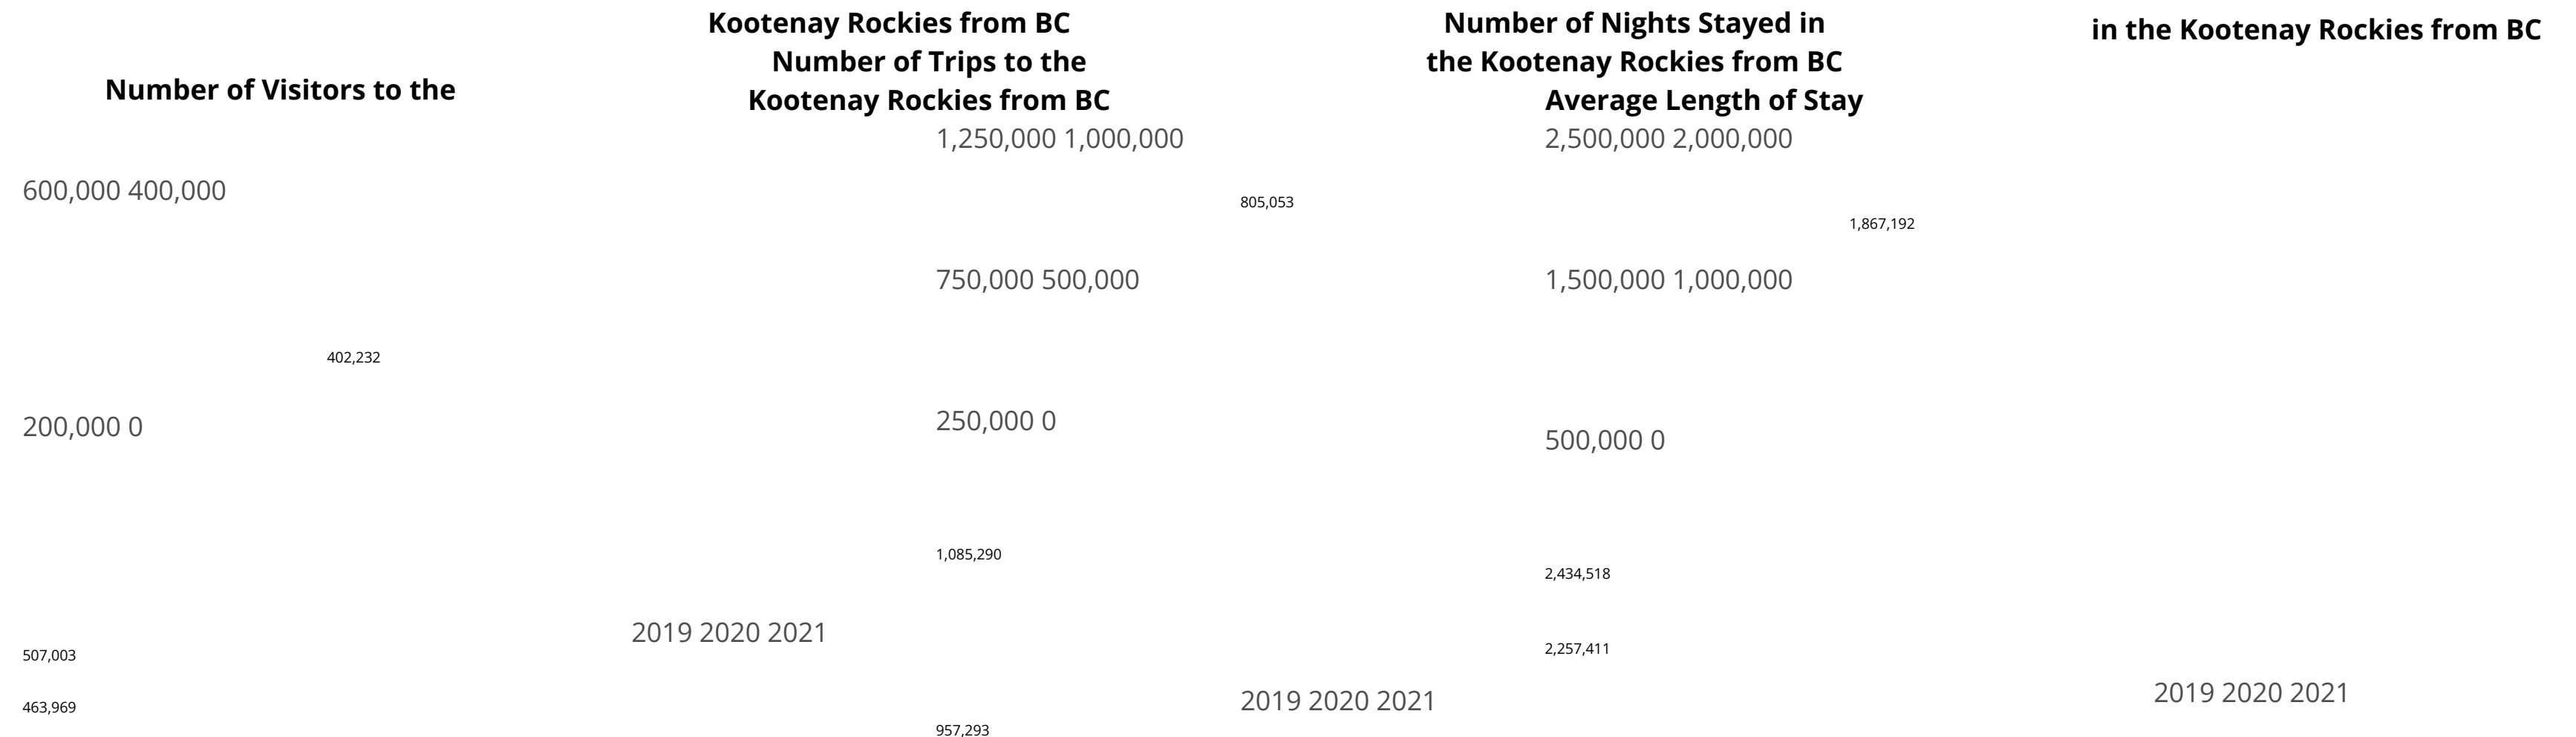 Number of Visitors to the
Kootenay Rockies from BC
Number of Trips to the
Kootenay Rockies from BC
Number of Nights Stayed in
the Kootenay Rockies from BC
Average Length of Stay
in the Kootenay Rockies from BC
600,000 400,000
402,232
200,000 0
507,003
463,969
2019 2020 2021
1,250,000 1,000,000
805,053
750,000 500,000
250,000 0
1,085,290
957,293
2019 2020 2021
2,500,000 2,000,000
1,867,192
1,500,000 1,000,000
500,000 0
2,434,518
2,257,411
2019 2020 2021